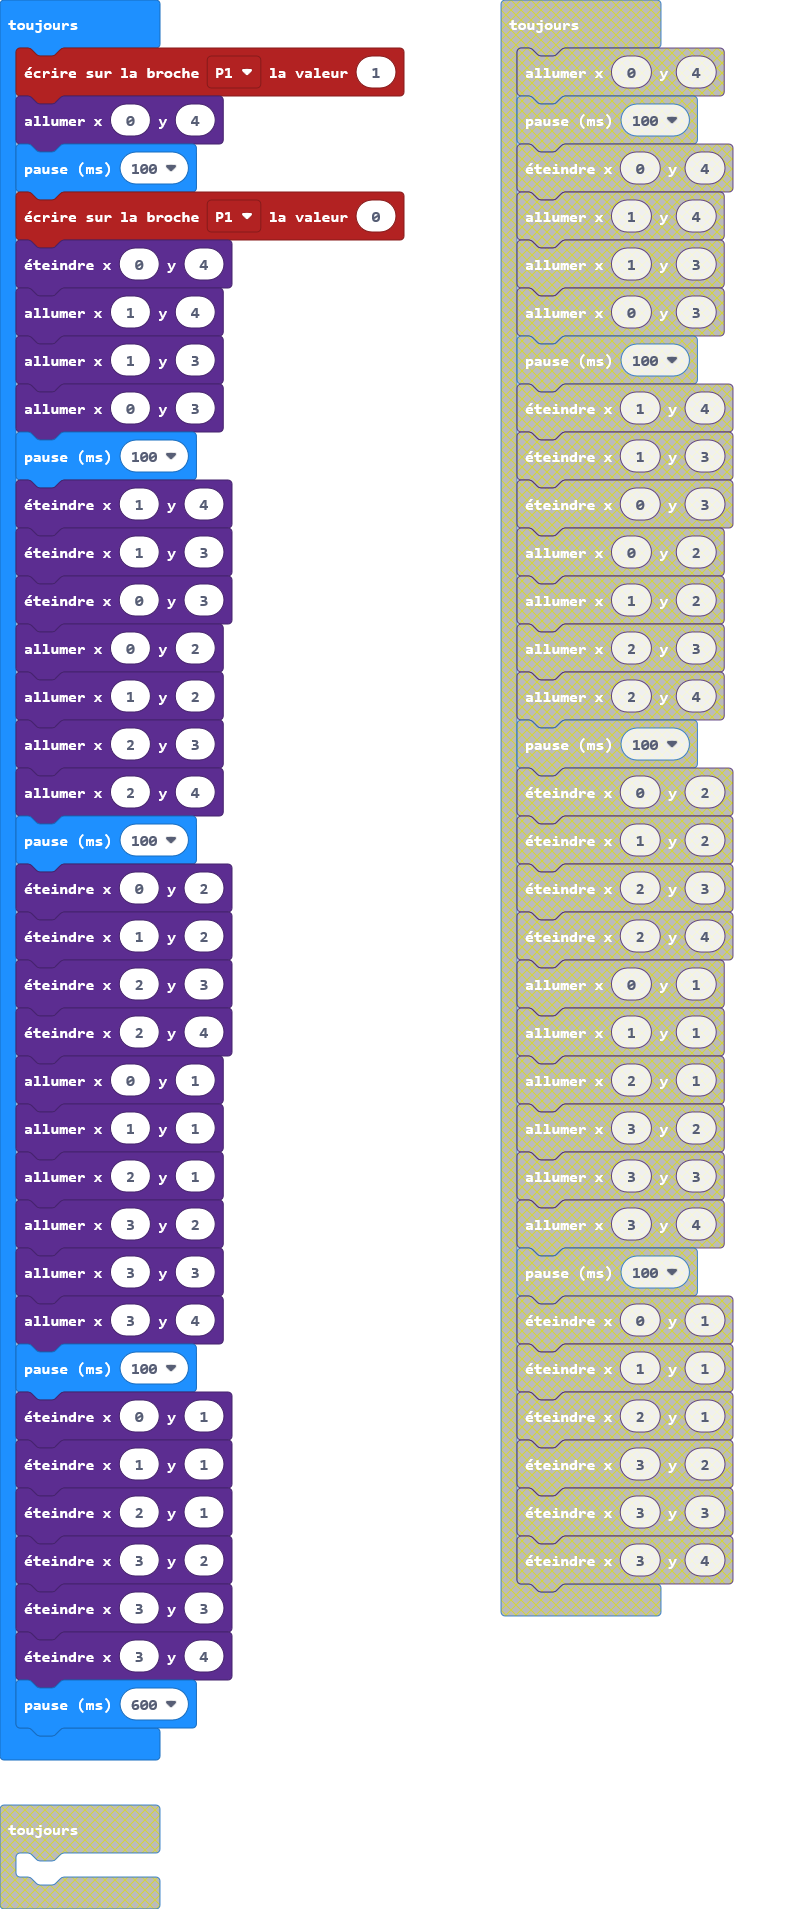 toujours
écrire sur la broche P1 la valeur 1
allumer x 0 y 4
pause (ms) 100
écrire sur la broche P1 la valeur 0
éteindre x 0 y 4
allumer x 1 y 4
allumer x 1 y 3
allumer x 0 y 3
pause (ms) 100
éteindre x 1 y 4
éteindre x 1 y 3
éteindre x 0 y 3
allumer x 0 y 2
allumer x 1 y 2
allumer x 2 y 3
allumer x 2 y 4
pause (ms) 100
éteindre x 0 y 2
éteindre x 1 y 2
éteindre x 2 y 3
éteindre x 2 y 4
allumer x 0 y 1
allumer x 1 y 1
allumer x 2 y 1
allumer x 3 y 2
allumer x 3 y 3
allumer x 3 y 4
pause (ms) 100
éteindre x 0 y 1
éteindre x 1 y 1
éteindre x 2 y 1
éteindre x 3 y 2
éteindre x 3 y 3
éteindre x 3 y 4
pause (ms) 600
toujours
toujours
allumer x 0 y 4
pause (ms) 100
éteindre x 0 y 4
allumer x 1 y 4
allumer x 1 y 3
allumer x 0 y 3
pause (ms) 100
éteindre x 1 y 4
éteindre x 1 y 3
éteindre x 0 y 3
allumer x 0 y 2
allumer x 1 y 2
allumer x 2 y 3
allumer x 2 y 4
pause (ms) 100
éteindre x 0 y 2
éteindre x 1 y 2
éteindre x 2 y 3
éteindre x 2 y 4
allumer x 0 y 1
allumer x 1 y 1
allumer x 2 y 1
allumer x 3 y 2
allumer x 3 y 3
allumer x 3 y 4
pause (ms) 100
éteindre x 0 y 1
éteindre x 1 y 1
éteindre x 2 y 1
éteindre x 3 y 2
éteindre x 3 y 3
éteindre x 3 y 4